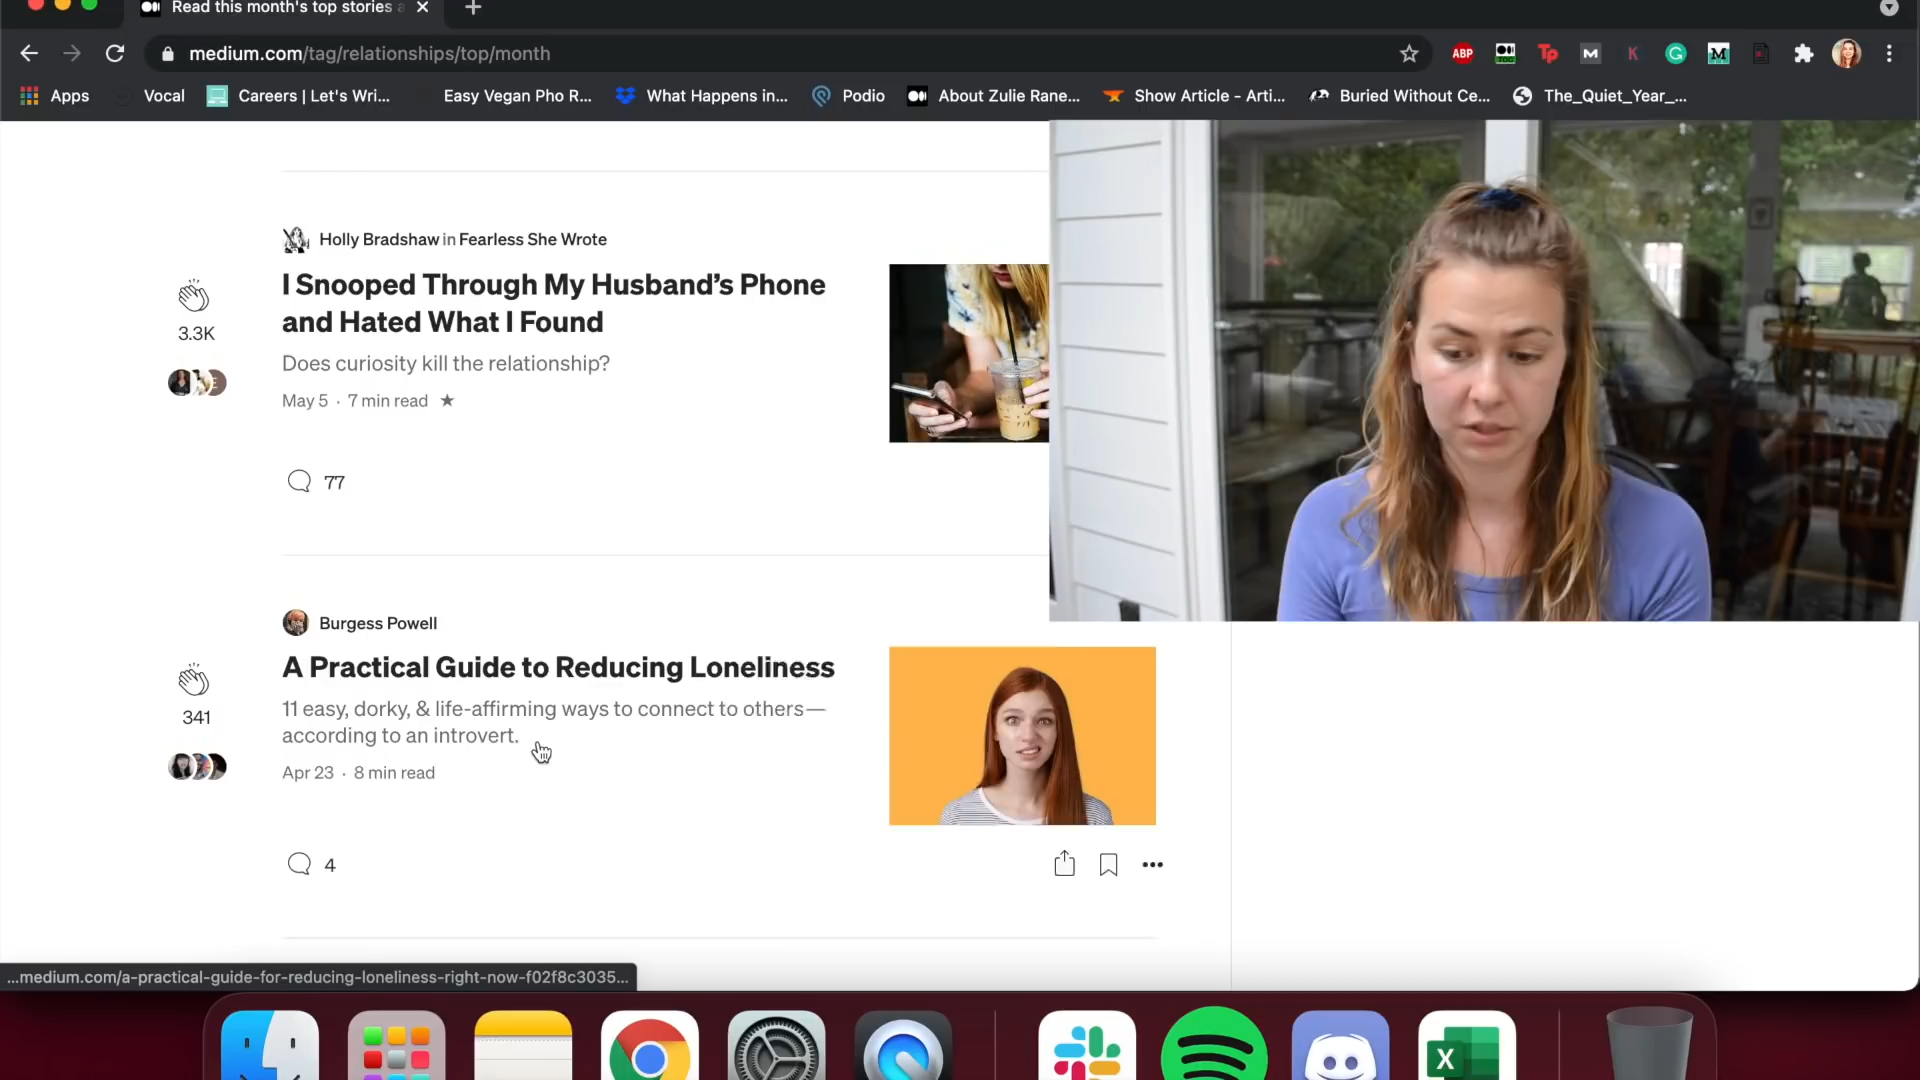 Read this month's top stories a
medium.com/tag/relationships/top/month
ABP
Tp
M
K
G
M
Apps
Vocal
Careers | Let's Wri...
Easy Vegan Pho R...
What Happens in...
Podio
About Zulie Rane...
Show Article - Arti...
Buried Without Ce...
The_Quiet_Year_...
Holly Bradshaw in Fearless She Wrote
I Snooped Through My Husband’s Phone
and Hated What I Found
3.3K
Does curiosity kill the relationship?
E
May 5 · 7 min read ★
77
Burgess Powell
A Practical Guide to Reducing Loneliness
341
11 easy, dorky, & life-affirming ways to connect to others—
according to an introvert.
Apr 23 · 8 min read
4
...medium.com/a-practical-guide-for-reducing-loneliness-right-now-f02f8c3035...
X